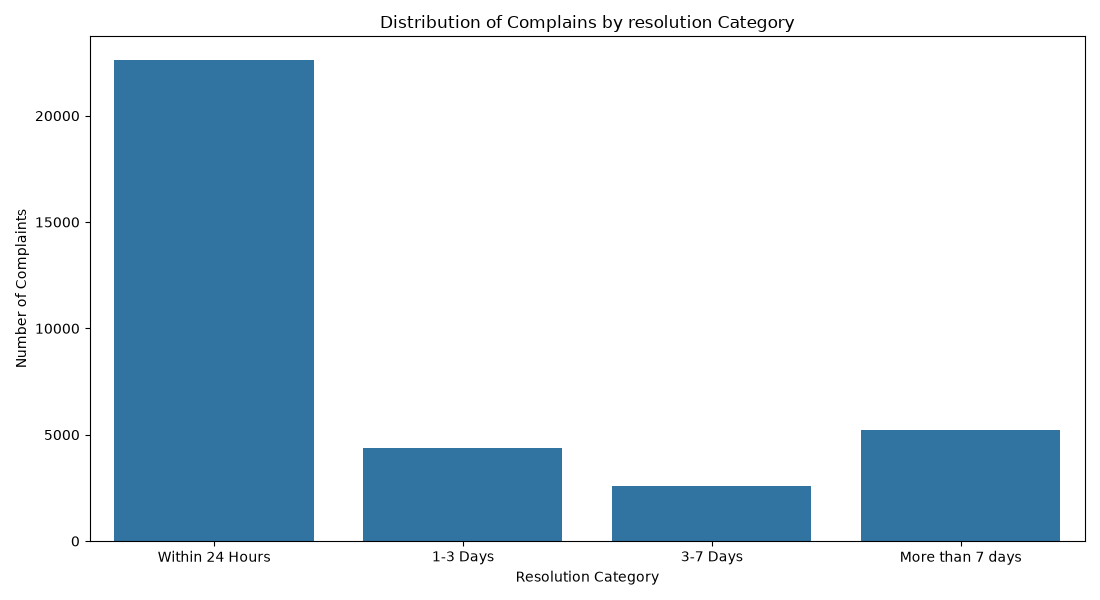 Distribution of Complains by resolution Category
Number of Complaints
20000
15000
10000
5000
0
Within 24 Hours
1-3 Days
3-7 Days
More than 7 days
Resolution Category